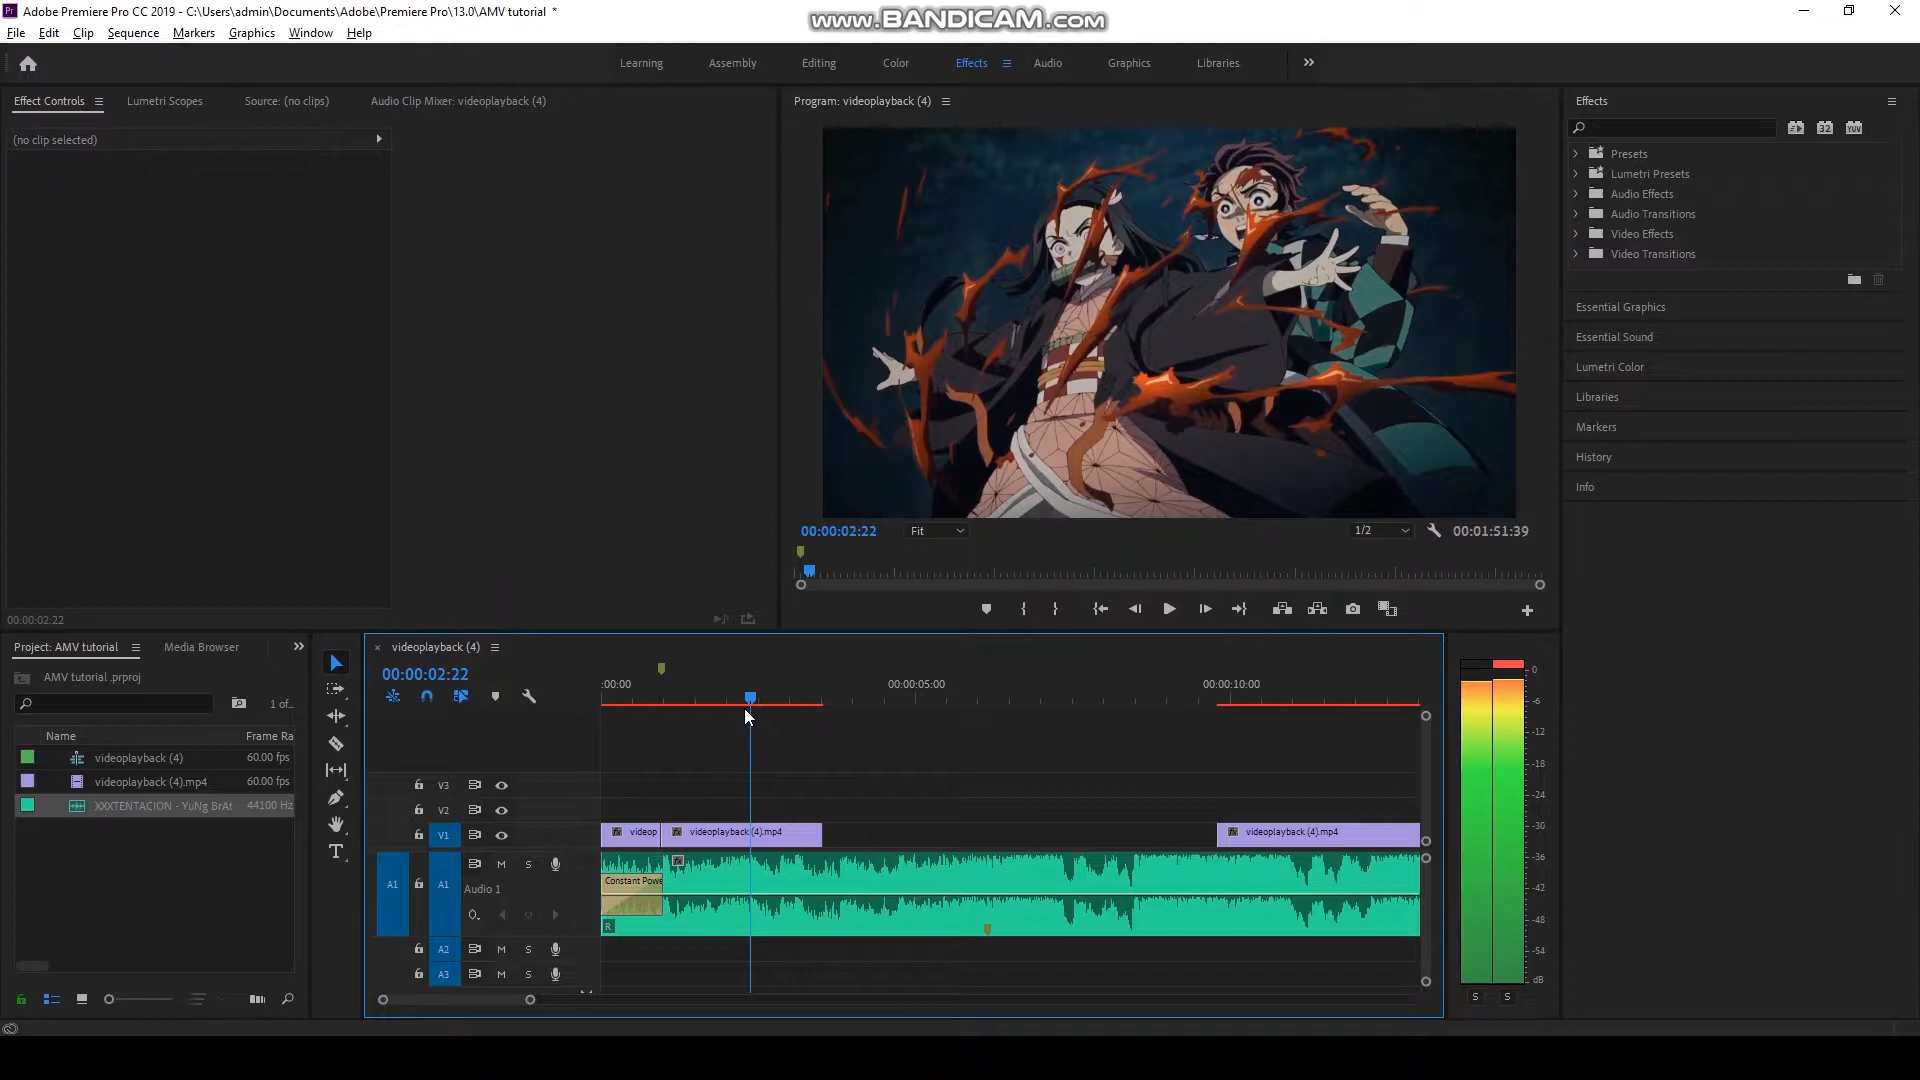 Adobe Premiere Pro CC 2019 - C:\Users\admin\Documents\Adobe\Premiere Pro\13.0\AMV tutorial *
www.BANDICAM.com
File Edit Clip Sequence Markers Graphics Window Help
Learning Assembly Editing Color Effects Audio Graphics Libraries
Effect Controls Lumetri Scopes Source: (no clips) Audio Clip Mixer: videoplayback (4)
(no clip selected)
00:00:02:22
Program: videoplayback (4)
00:00:02:22 Fit 1/2 00:01:51:39
Effects
32 YUV
Presets
Lumetri Presets
Audio Effects
Audio Transitions
Video Effects
Video Transitions
Essential Graphics
Essential Sound
Lumetri Color
Libraries
Markers
History
Info
Project: AMV tutorial Media Browser
AMV tutorial .prproj
1 of...
Name Frame Ra
videoplayback (4) 60.00 fps
videoplayback (4).mp4 60.00 fps
XXXTENTACION - YuNg BrAt 44100 Hz
videoplayback (4)
00:00:02:22
:00:00 00:00:05:00 00:00:10:00
V3
V2
V1 V1 fx videop fx videoplayback (4).mp4 fx videoplayback (4).mp4
A1 A1 M S
Audio 1
Constant Powe
R
A2 M S
A3 M S
0
-6
-12
-18
-24
-30
-36
-42
-48
-54
dB
S S